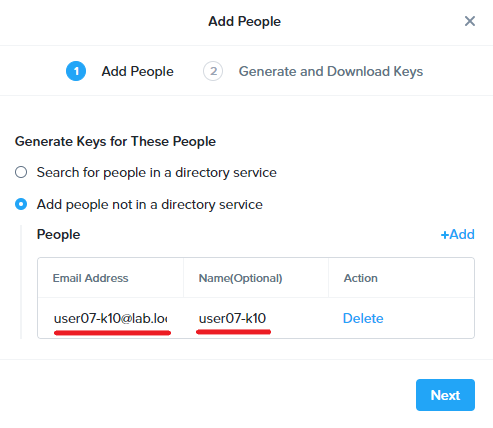 Add People
1 Add People 2 Generate and Download Keys
Generate Keys for These People
Search for people in a directory service
Add people not in a directory service
People +Add
Email Address Name(Optional) Action
user07-k10@lab.loc user07-k10 Delete
Next